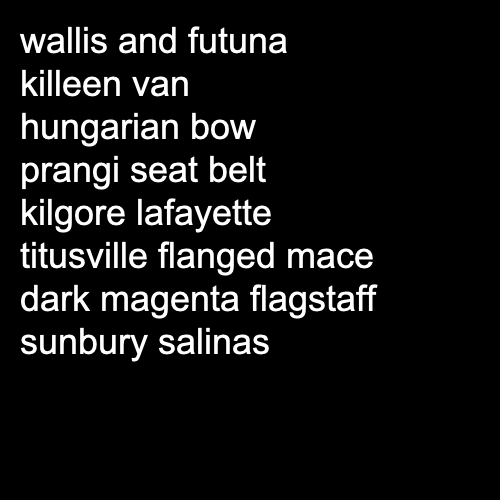 wallis and futuna
killeen van
hungarian bow
prangi seat belt
kilgore lafayette
titusville flanged mace
dark magenta flagstaff
sunbury salinas